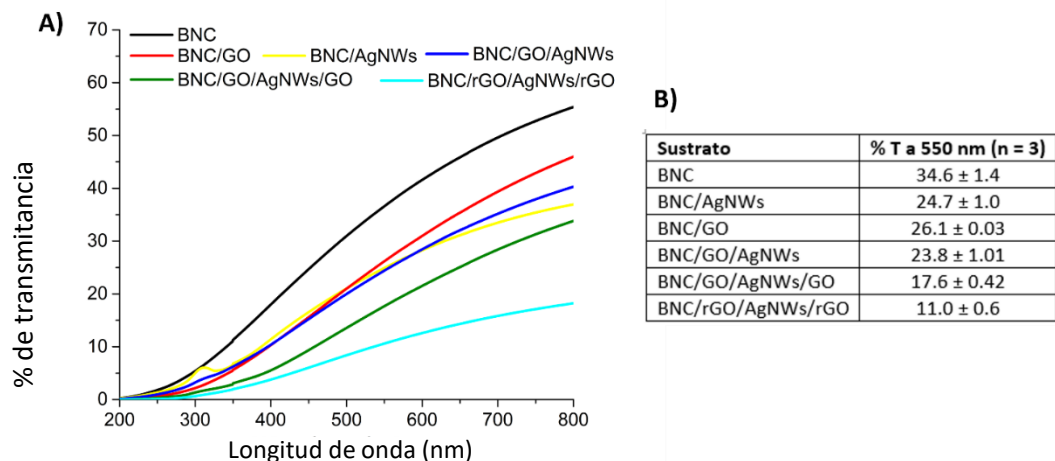 A)
70
60
50
40
30
20
10
0
% de transmitancia
BNC
BNC/GO BNC/AgNWs BNC/GO/AgNWs
BNC/GO/AgNWs/GO BNC/rGO/AgNWs/rGO
200 300 400 500 600 700 800
Longitud de onda (nm)
B)
Sustrato % T a 550 nm (n = 3)
BNC 34.6 ± 1.4
BNC/AgNWs 24.7 ± 1.0
BNC/GO 26.1 ± 0.03
BNC/GO/AgNWs 23.8 ± 1.01
BNC/GO/AgNWs/GO 17.6 ± 0.42
BNC/rGO/AgNWs/rGO 11.0 ± 0.6